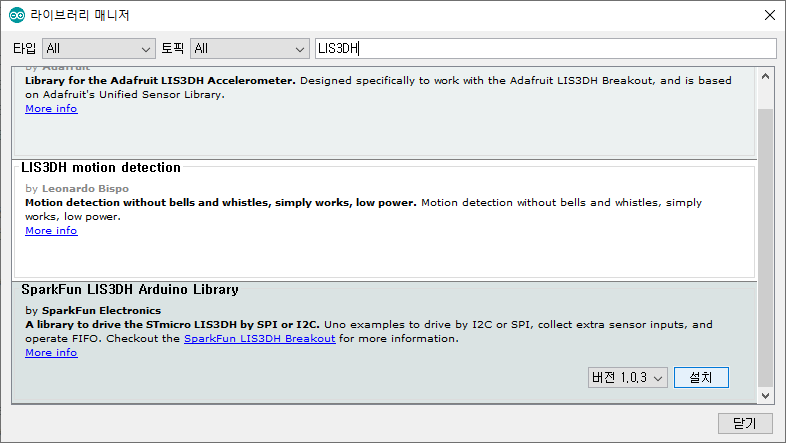 라이브러리 매니저
타입 All 토픽 All LIS3DH
by Adafruit
Library for the Adafruit LIS3DH Accelerometer. Designed specifically to work with the Adafruit LIS3DH Breakout, and is based
on Adafruit's Unified Sensor Library.
More info
LIS3DH motion detection
by Leonardo Bispo
Motion detection without bells and whistles, simply works, low power. Motion detection without bells and whistles, simply
works, low power.
More info
SparkFun LIS3DH Arduino Library
by SparkFun Electronics
A library to drive the STmicro LIS3DH by SPI or I2C. Uno examples to drive by I2C or SPI, collect extra sensor inputs, and
operate FIFO. Checkout the SparkFun LIS3DH Breakout for more information.
More info
버전 1.0.3 설치
닫기